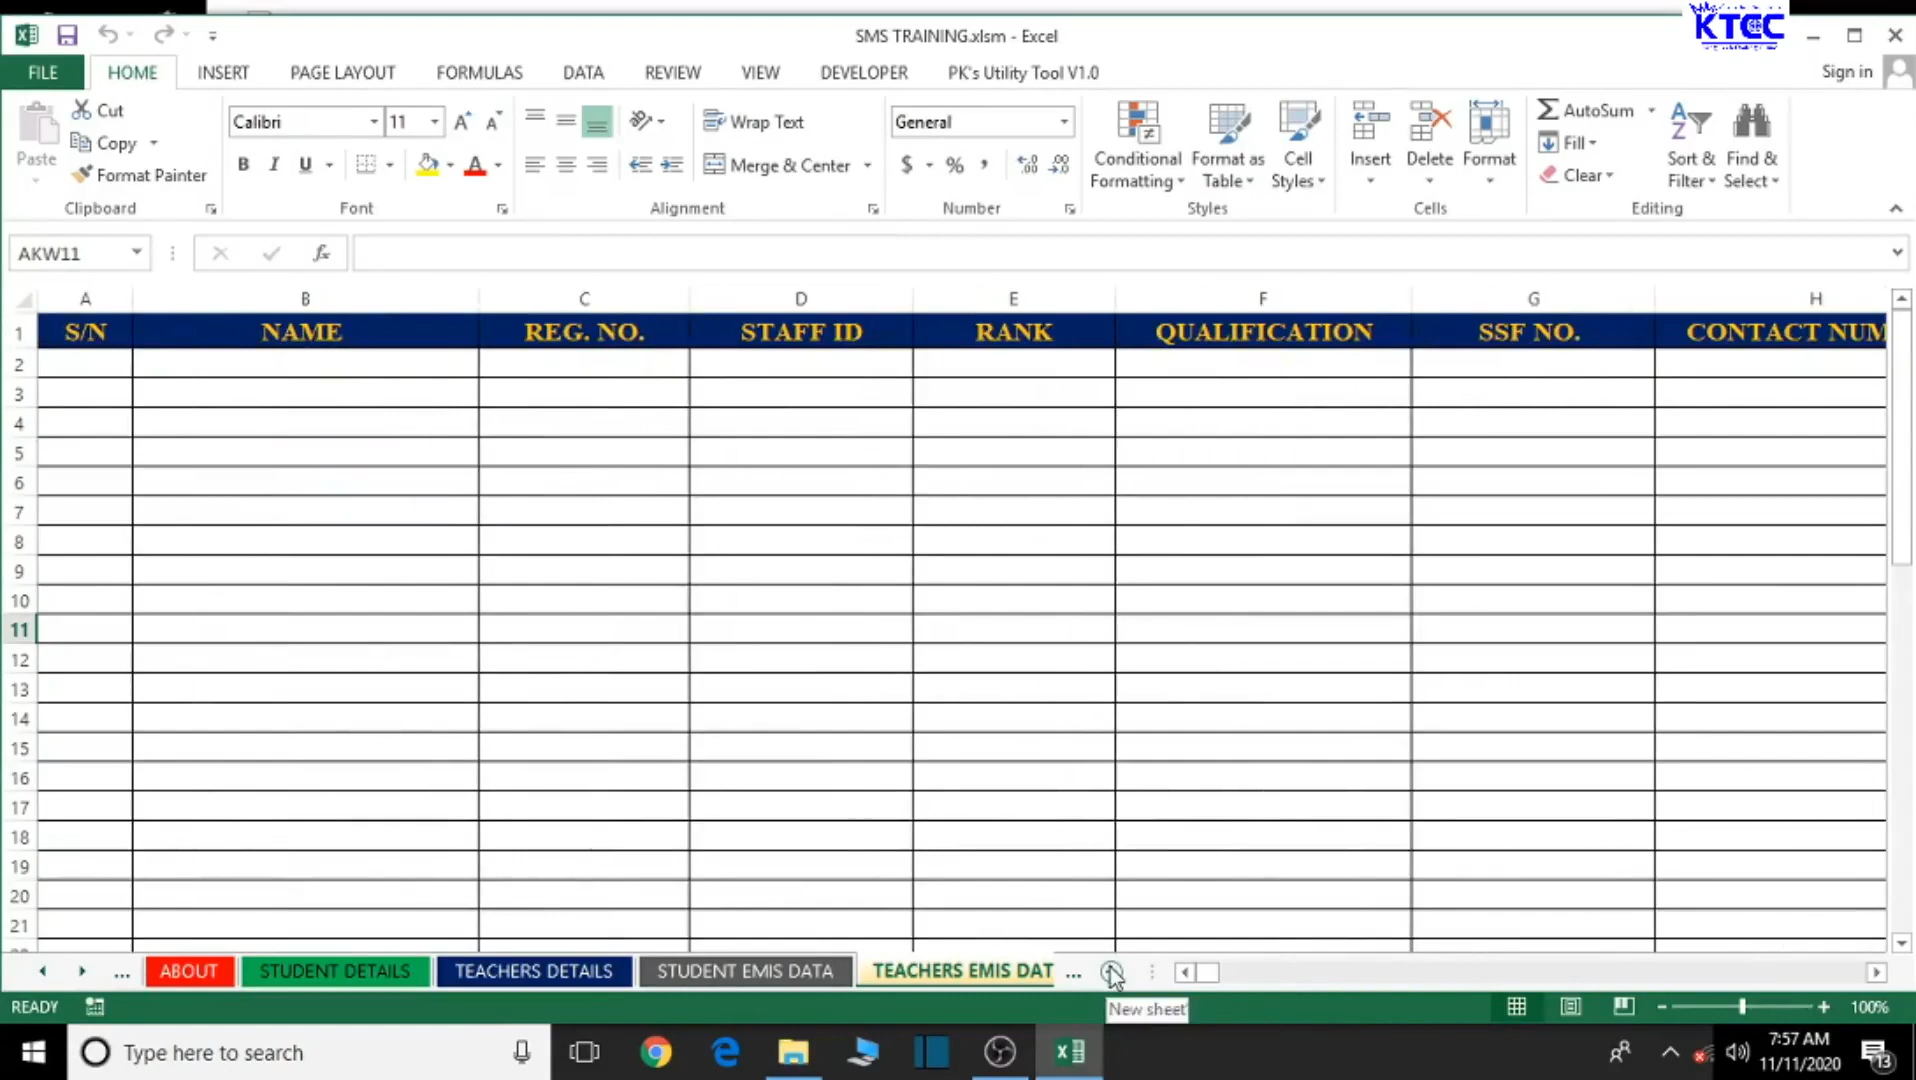 KTCC
SMS TRAINING.xlsm - Excel
FILE HOME INSERT PAGE LAYOUT FORMULAS DATA REVIEW VIEW DEVELOPER PK's Utility Tool V1.0 Sign in
Paste
Cut
Copy
Format Painter
Clipboard
Calibri 11
B I U A
Font
Wrap Text
Merge & Center
Alignment
General
$ % ,
Number
Conditional Formatting
Format as Table
Cell Styles
Styles
Insert Delete Format
Cells
AutoSum
Fill
Clear
Sort & Filter
Find & Select
Editing
AKW11 fx
A B C D E F G H
1 S/N NAME REG. NO. STAFF ID RANK QUALIFICATION SSF NO. CONTACT NUM
2
3
4
5
6
7
8
9
10
11
12
13
14
15
16
17
18
19
20
21
... ABOUT STUDENT DETAILS TEACHERS DETAILS STUDENT EMIS DATA TEACHERS EMIS DAT ...
READY New sheet 100%
Type here to search
7:57 AM
11/11/2020
13